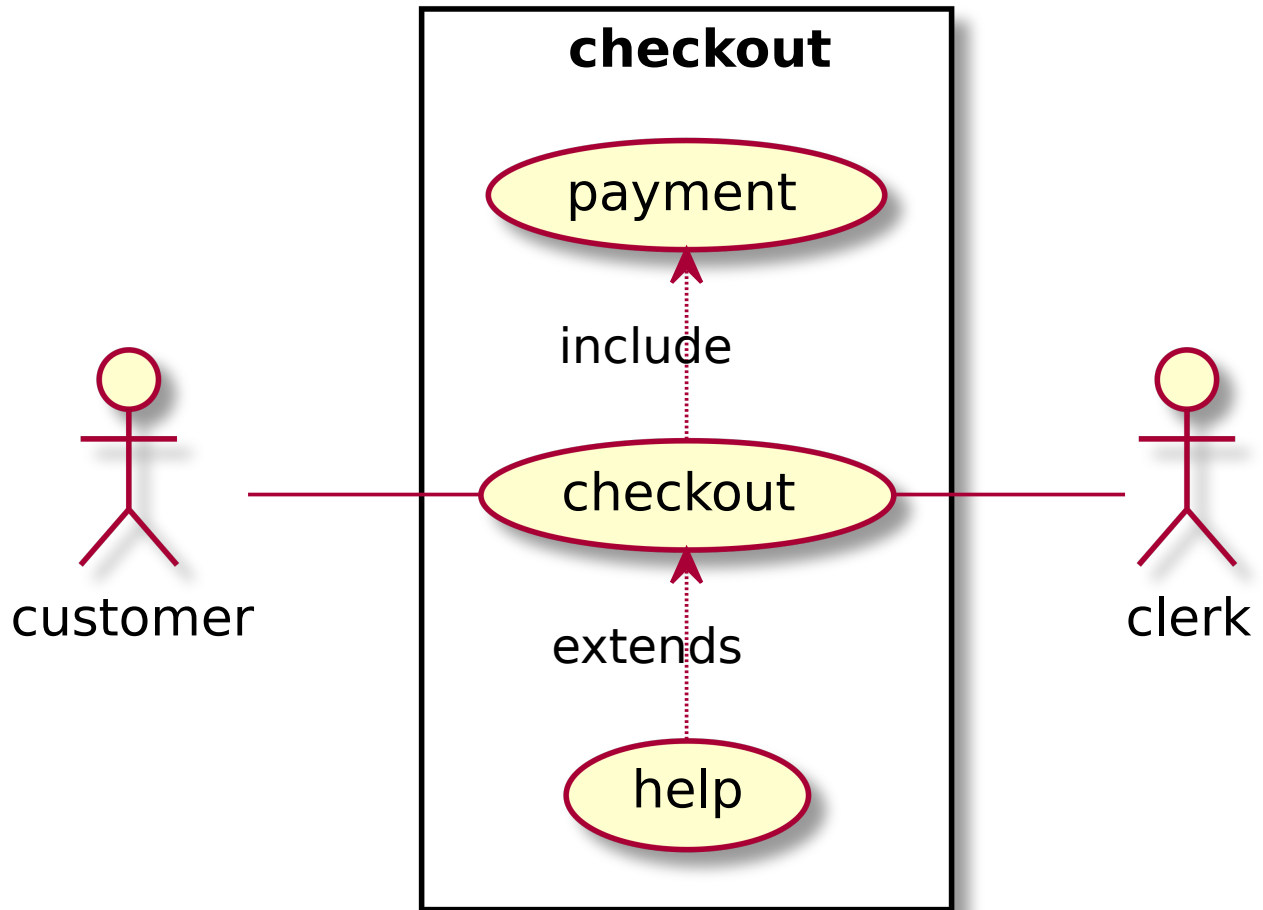 checkout
payment
include
checkout
customer
clerk
extends
help